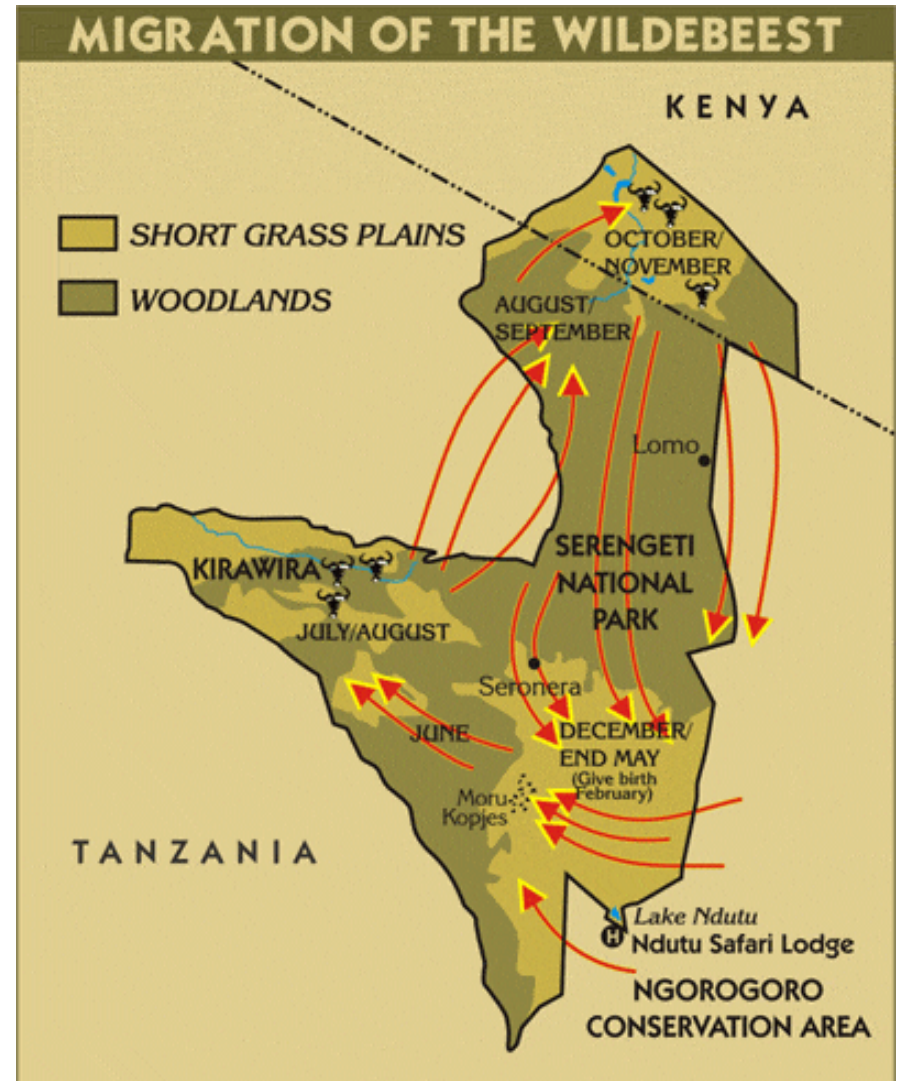 MIGRATION OF THE WILDEBEEST
KENYA
SHORT GRASS PLAINS
WOODLANDS
OCTOBER/
NOVEMBER
AUGUST/
SEPTEMBER
Lomo
SERENGETI
NATIONAL
PARK
KIRAWIRA
JULY/AUGUST
Seronera
JUNE
DECEMBER/
END MAY
(Give birth
February)
Moru
Kopjes
TANZANIA
Lake Ndutu
H Ndutu Safari Lodge
NGOROGORO
CONSERVATION AREA